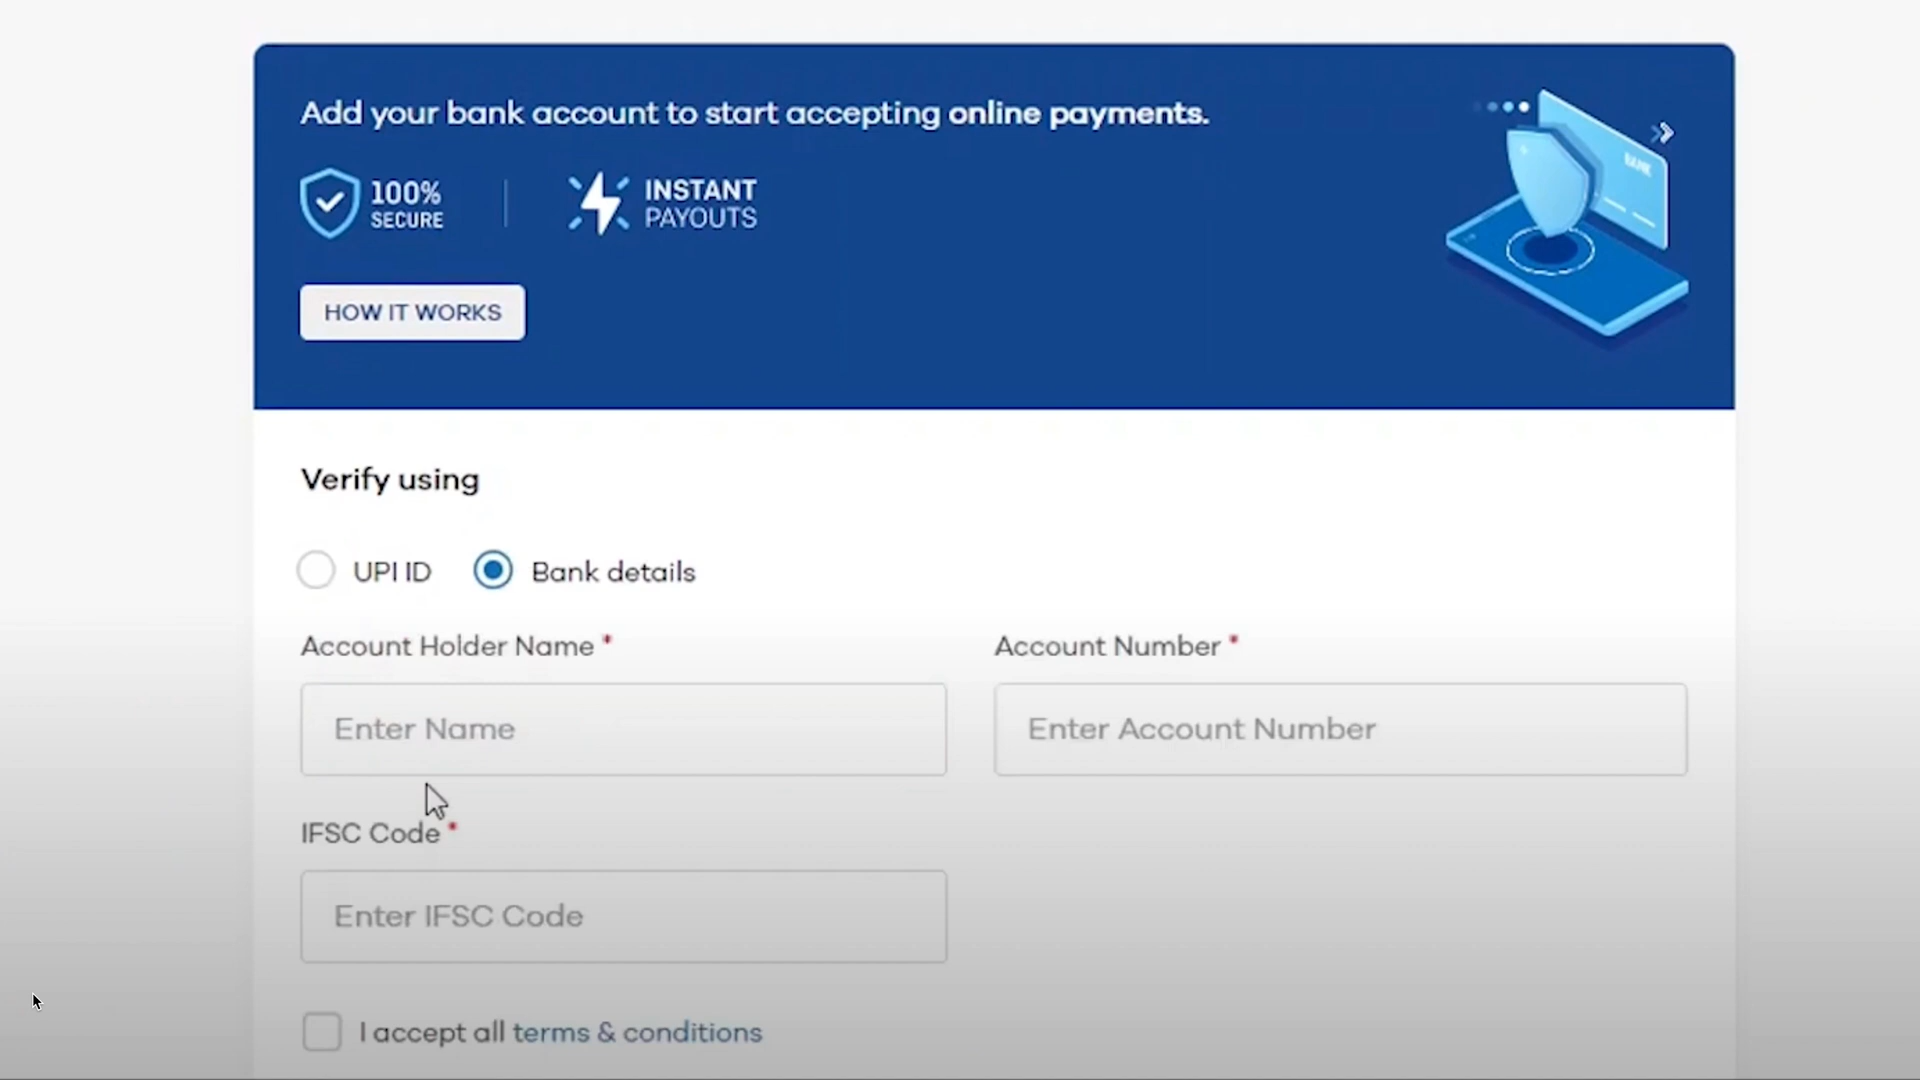 Add your bank account to start accepting online payments.
100% SECURE
INSTANT PAYOUTS
BANK
HOW IT WORKS
Verify using
UPI ID
Bank details
Account Holder Name *
Account Number *
Enter Name
Enter Account Number
IFSC Code *
Enter IFSC Code
I accept all terms & conditions